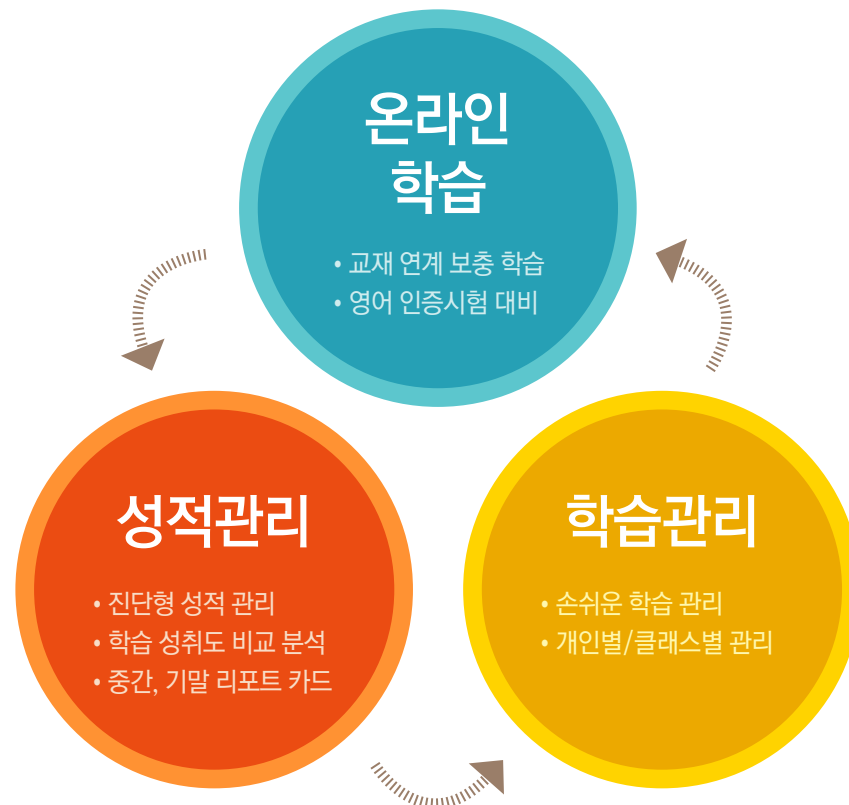 온라인
학습
• 교재 연계 보충 학습
• 영어 인증시험 대비
성적관리
• 진단형 성적 관리
• 학습 성취도 비교 분석
• 중간, 기말 리포트 카드
학습관리
• 손쉬운 학습 관리
• 개인별/클래스별 관리